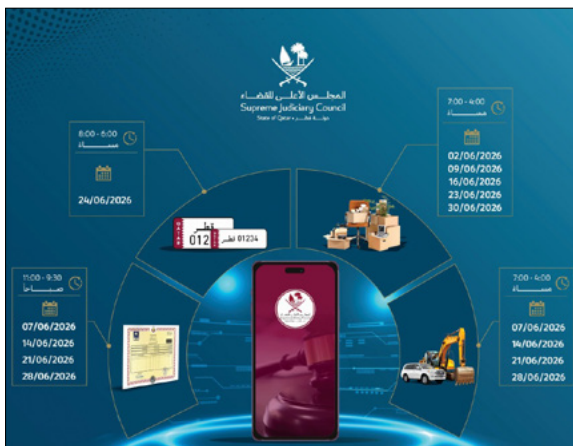 المجلس الأعلى للقضاء
Supreme Judiciary Council
State of Qatar • دولة قطر
8:00 - 6:00
مساءً
24/06/2026
7:00 - 4:00
مساءً
02/06/2026
09/06/2026
16/06/2026
23/06/2026
30/06/2026
قطر
012
قطر 01234
11:00 - 9:30
صباحاً
07/06/2026
14/06/2026
21/06/2026
28/06/2026
7:00 - 4:00
مساءً
07/06/2026
14/06/2026
21/06/2026
28/06/2026